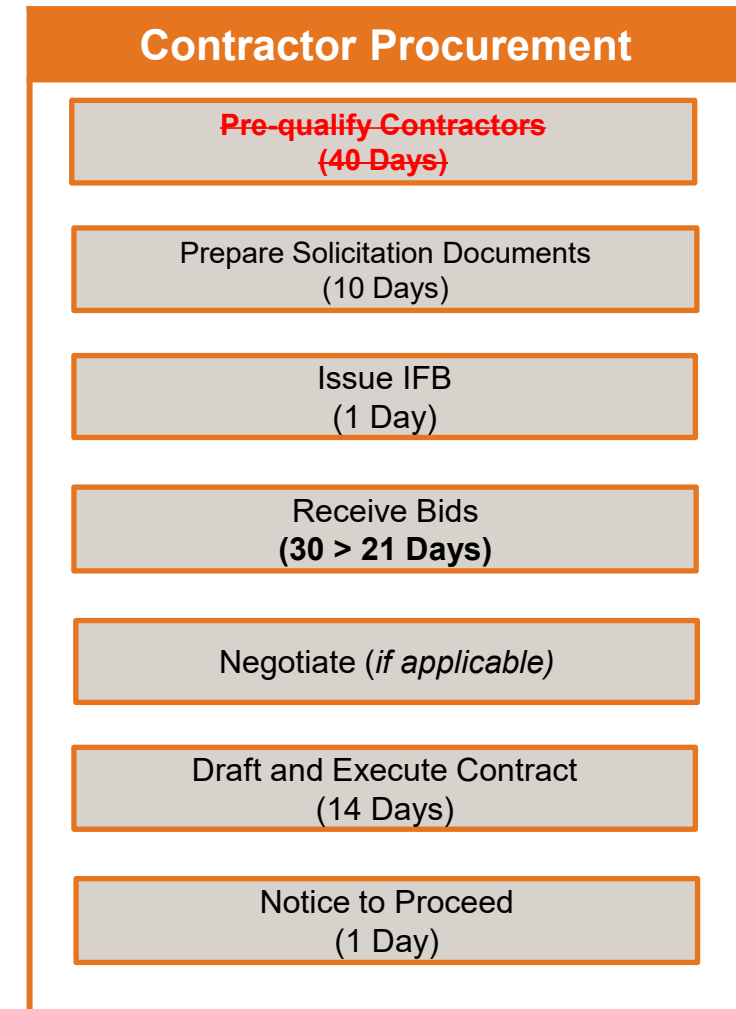 Contractor Procurement
Pre-qualify Contractors
(40 Days)
Prepare Solicitation Documents
(10 Days)
Issue IFB
(1 Day)
Receive Bids
(30 > 21 Days)
Negotiate (if applicable)
Draft and Execute Contract
(14 Days)
Notice to Proceed
(1 Day)